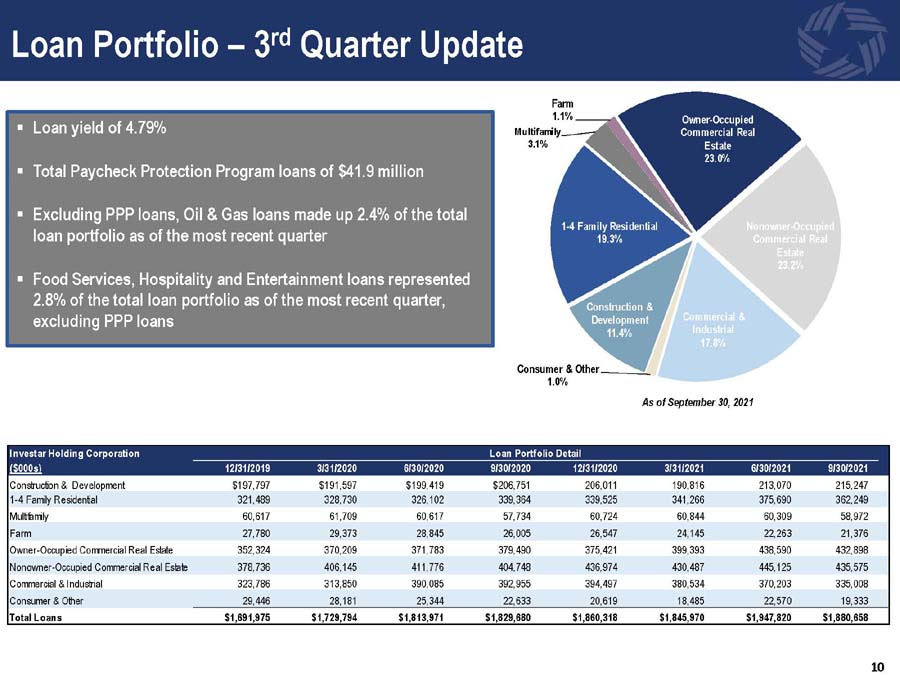 Loan Portfolio – 3rd Quarter Update
▪ Loan yield of 4.79%
▪ Total Paycheck Protection Program loans of $41.9 million
▪ Excluding PPP loans, Oil & Gas loans made up 2.4% of the total
loan portfolio as of the most recent quarter
▪ Food Services, Hospitality and Entertainment loans represented
2.8% of the total loan portfolio as of the most recent quarter,
excluding PPP loans
Farm
1.1%
Multifamily
3.1%
Owner-Occupied
Commercial Real
Estate
23.0%
1-4 Family Residential
19.3%
Nonowner-Occupied
Commercial Real
Estate
23.2%
Construction &
Development
11.4%
Commercial &
Industrial
17.8%
Consumer & Other
1.0%
As of September 30, 2021
Investar Holding Corporation Loan Portfolio Detail
($000s) 12/31/2019 3/31/2020 6/30/2020 9/30/2020 12/31/2020 3/31/2021 6/30/2021 9/30/2021
Construction & Development $197,797 $191,597 $199,419 $206,751 206,011 190,816 213,070 215,247
1-4 Family Residential 321,489 328,730 326,102 339,364 339,525 341,266 375,690 362,249
Multifamily 60,617 61,709 60,617 57,734 60,724 60,844 60,309 58,972
Farm 27,780 29,373 28,845 26,005 26,547 24,145 22,263 21,376
Owner-Occupied Commercial Real Estate 352,324 370,209 371,783 379,490 375,421 399,393 438,590 432,898
Nonowner-Occupied Commercial Real Estate 378,736 406,145 411,776 404,748 436,974 430,487 445,125 435,575
Commercial & Industrial 323,786 313,850 390,085 392,955 394,497 380,534 370,203 335,008
Consumer & Other 29,446 28,181 25,344 22,633 20,619 18,485 22,570 19,333
Total Loans $1,691,975 $1,729,794 $1,813,971 $1,829,680 $1,860,318 $1,845,970 $1,947,820 $1,880,658
10